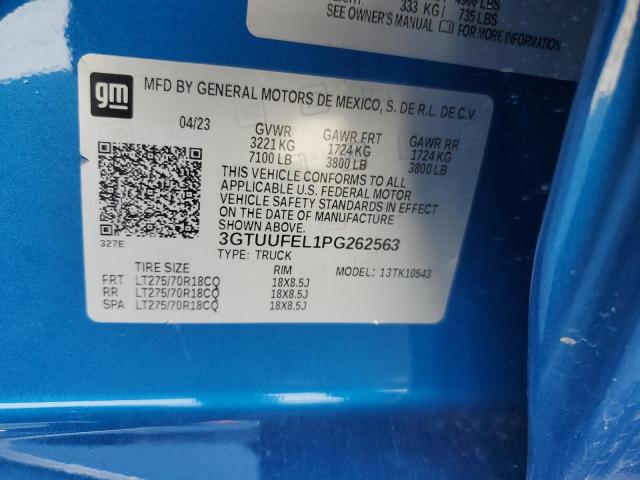 333 KG / 735 LBS
SEE OWNER'S MANUAL FOR MORE INFORMATION
gm
MFD BY GENERAL MOTORS DE MEXICO, S. DE R.L. DE C.V.
04/23 GVWR GAWR FRT GAWR RR
3221 KG 1724 KG 1724 KG
7100 LB 3800 LB 3800 LB
THIS VEHICLE CONFORMS TO ALL
APPLICABLE U.S. FEDERAL MOTOR
VEHICLE SAFETY STANDARDS IN EFFECT
ON THE DATE OF MANUFACTURE
SHOWN ABOVE.
327E 3GTUUFEL1PG262563
TYPE: TRUCK
TIRE SIZE RIM MODEL: 13TK10543
FRT LT275/70R18CQ 18X8.5J
RR LT275/70R18CQ 18X8.5J
SPA LT275/70R18CQ 18X8.5J